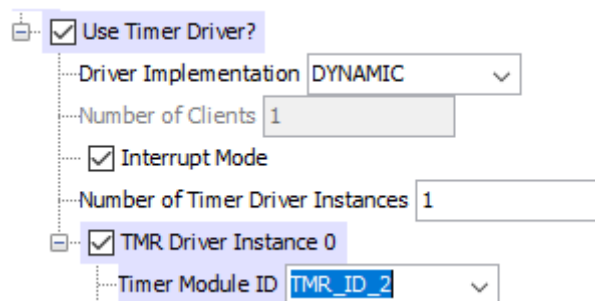 Use Timer Driver?
Driver Implementation DYNAMIC
Number of Clients 1
Interrupt Mode
Number of Timer Driver Instances 1
TMR Driver Instance 0
Timer Module ID TMR_ID_2